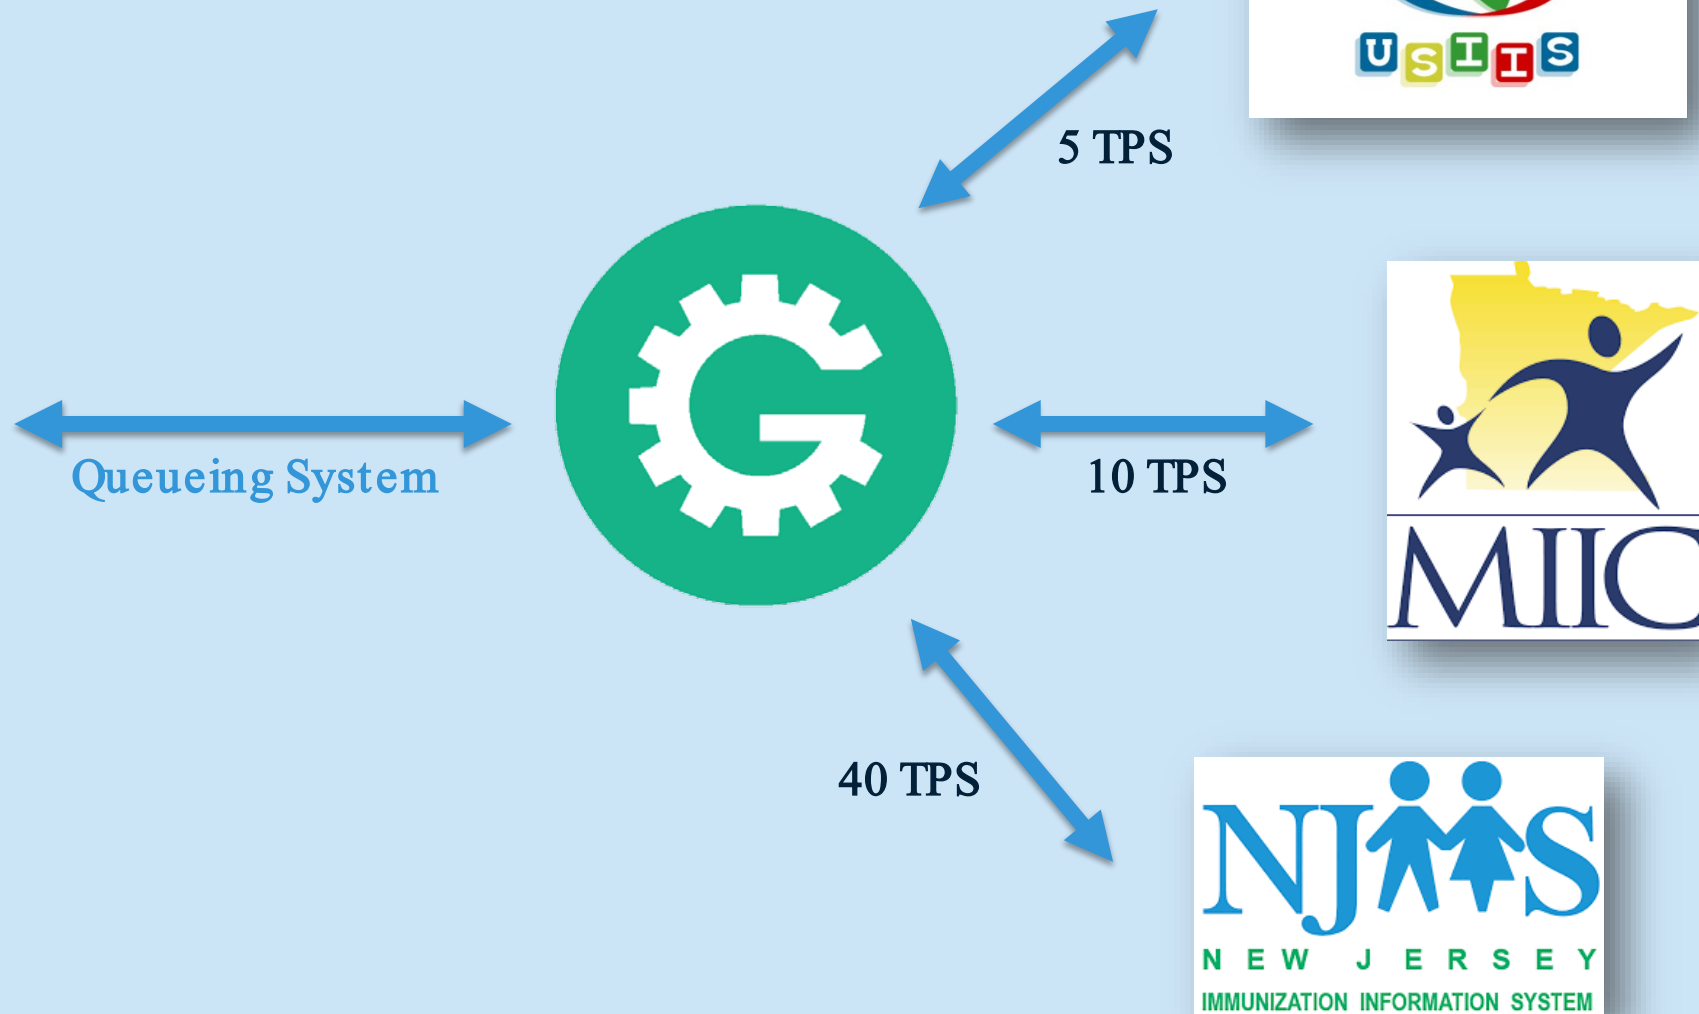 USIIS
5 TPS
Queueing System
10 TPS
MIIC
40 TPS
NJIIS
NEW JERSEY
IMMUNIZATION INFORMATION SYSTEM